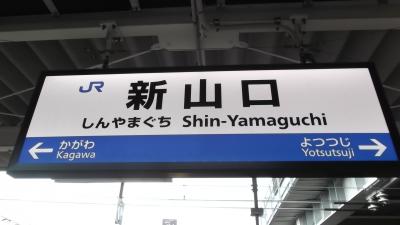 JR 新山口
しんやまぐち Shin-Yamaguchi
← かがわ よつつじ →
Kagawa Yotsutsuji